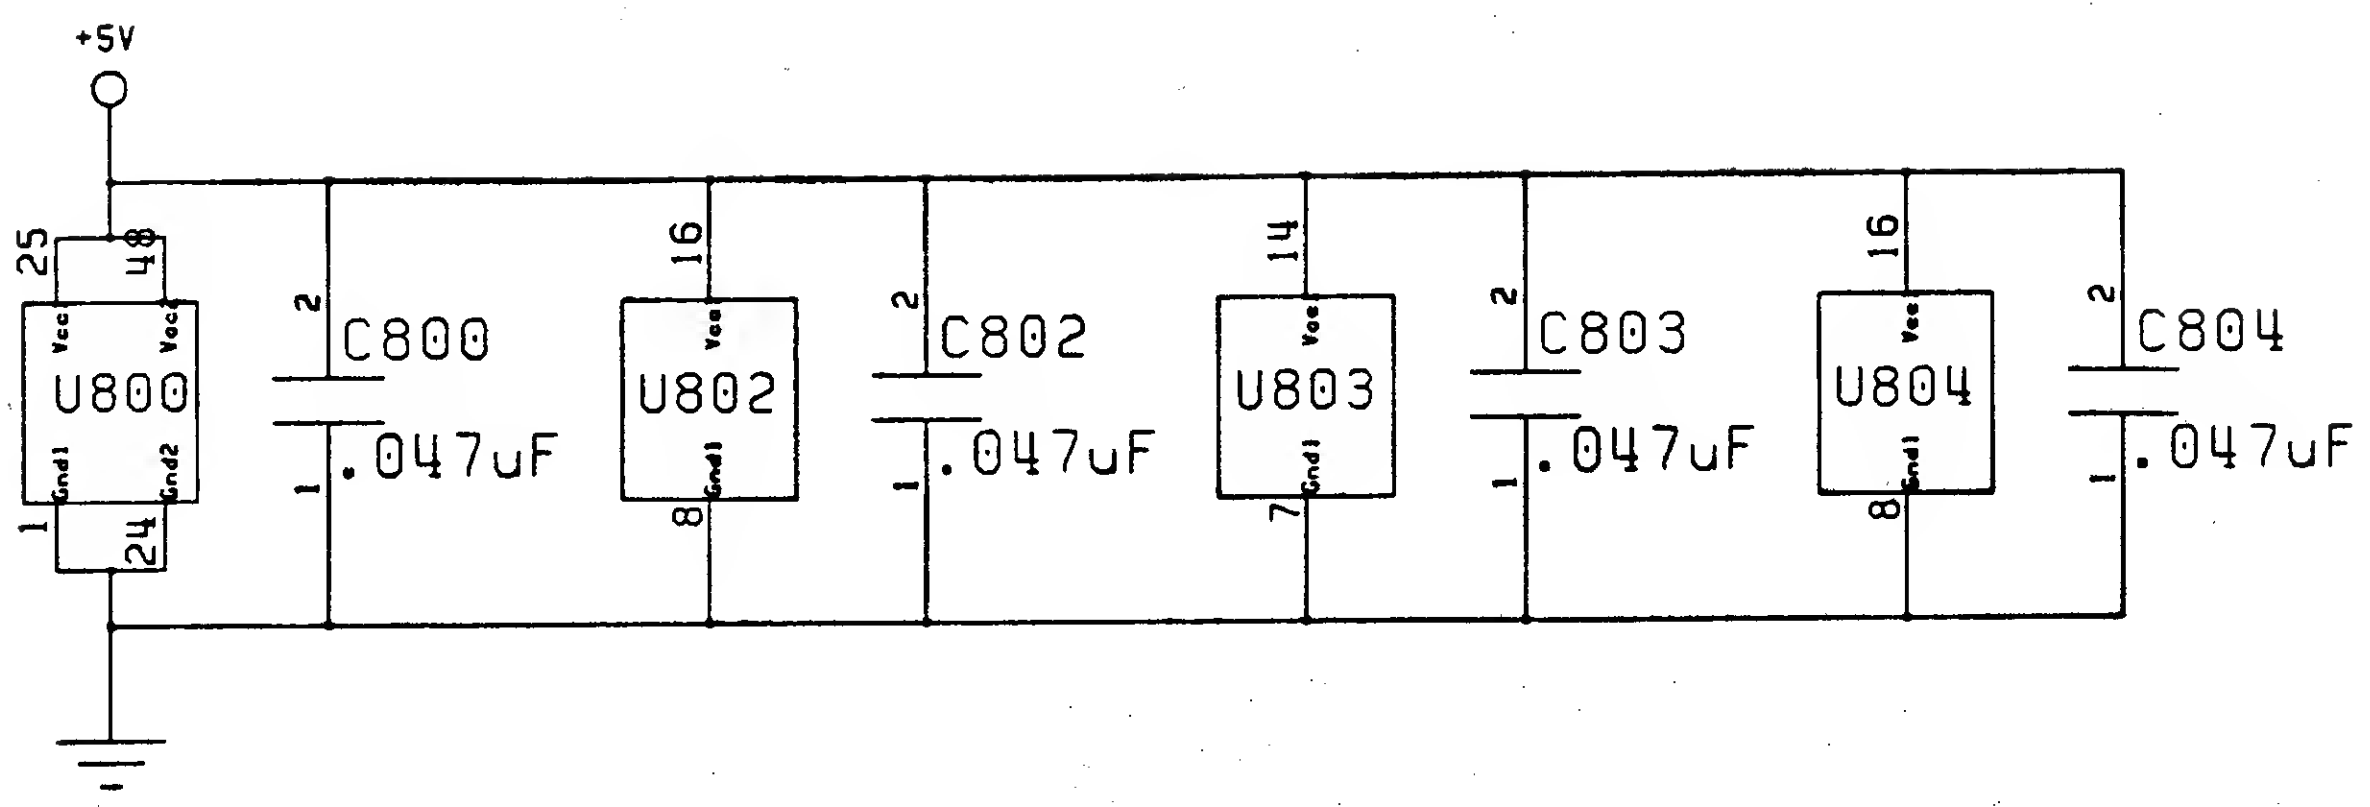 +5V
25
48
Vcc
Vcc
U800
Gnd1
Gnd2
1
24
2
C800
.047uF
1
16
Vcc
U802
Gnd1
8
2
C802
.047uF
1
14
Vcc
U803
Gnd1
7
2
C803
.047uF
1
16
Vcc
U804
Gnd1
8
2
C804
.047uF
1